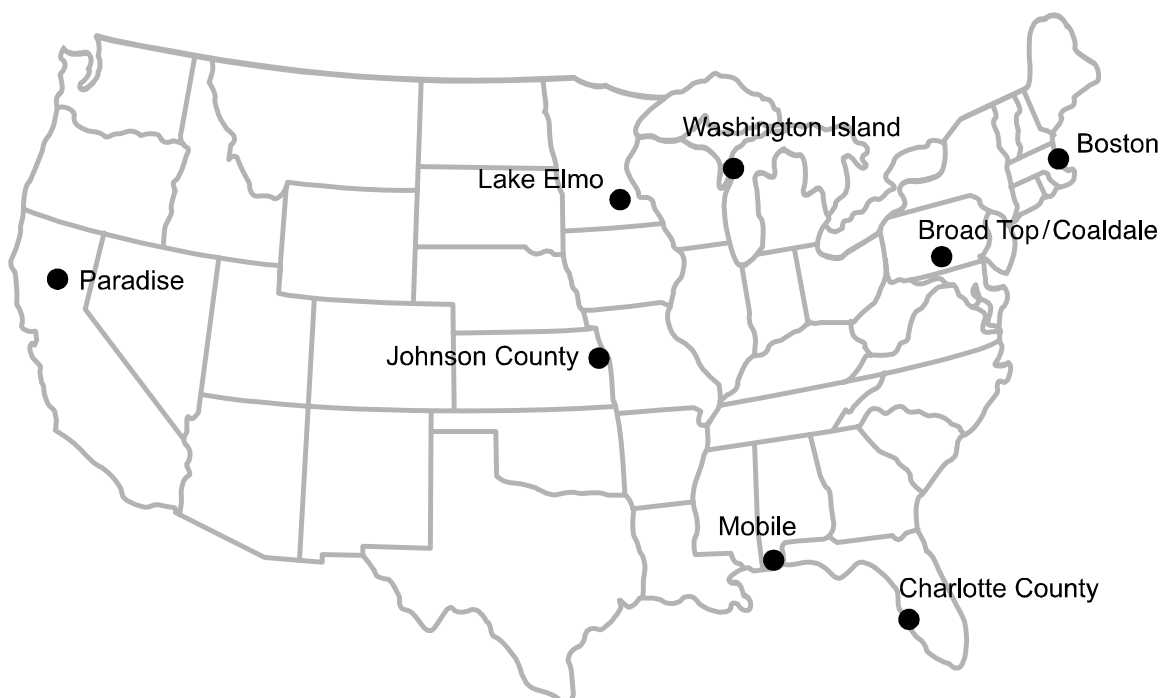 Washington Island
Boston
Lake Elmo
Broad Top/Coaldale
Paradise
Johnson County
Mobile
Charlotte County